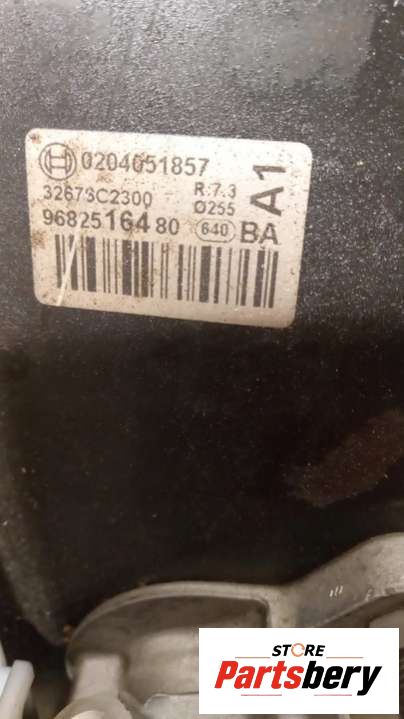 0204051857
32673C2300 R:7.3
Ø255
9682516480 640 BA
A1
STORE
Partsbery